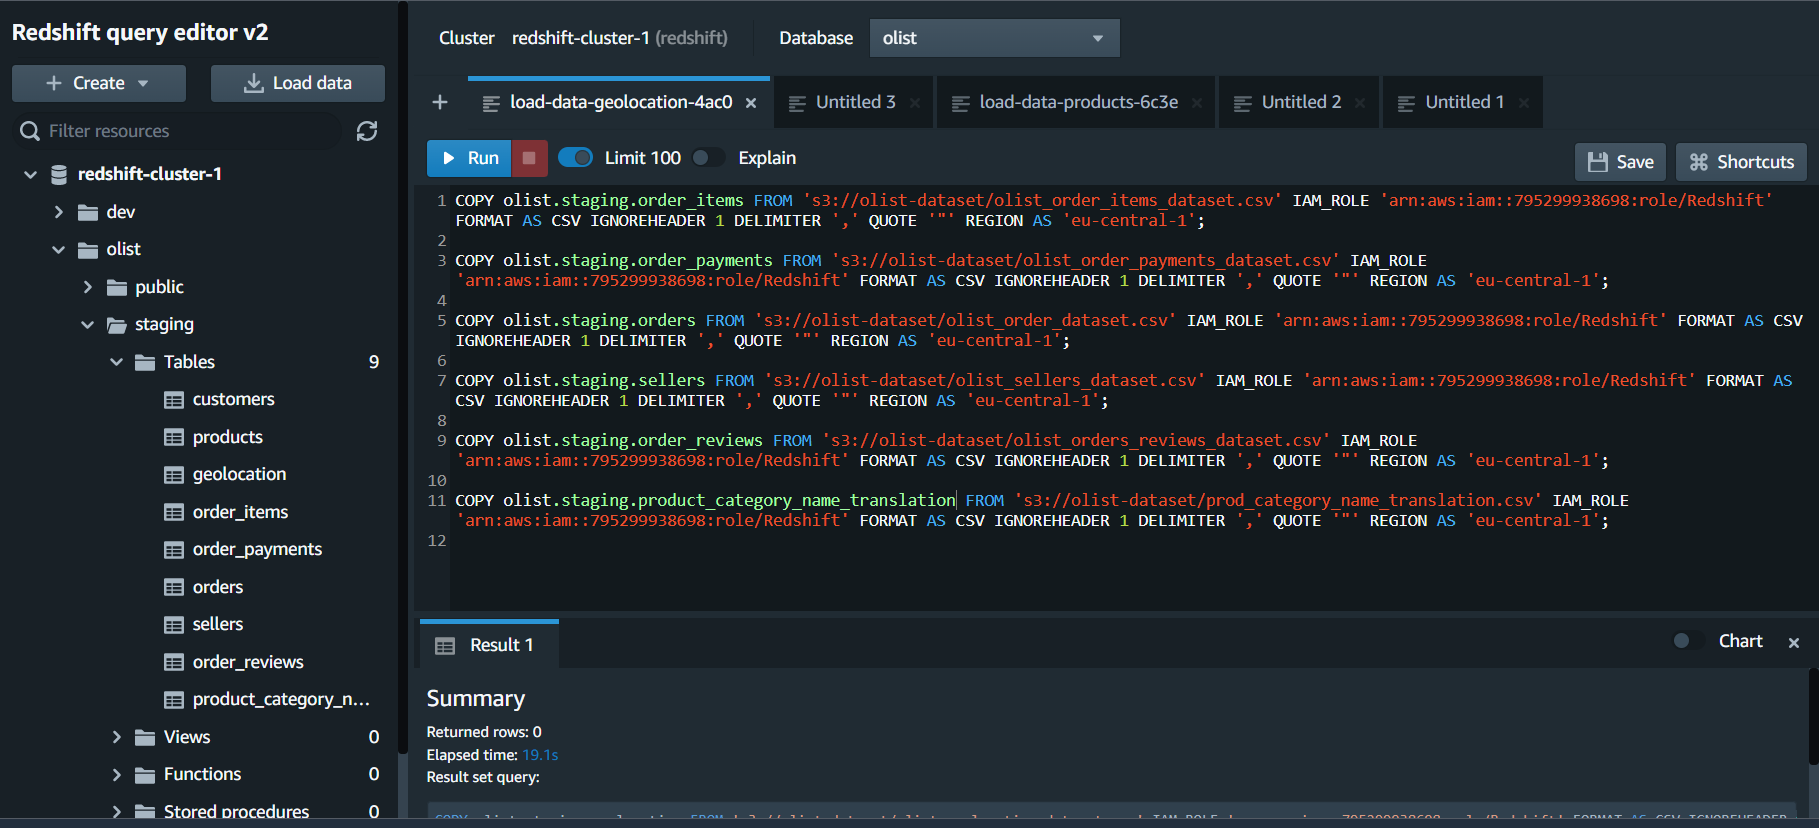 Redshift query editor v2
Create
Load data
Filter resources
redshift-cluster-1
dev
olist
public
staging
Tables 9
customers
products
geolocation
order_items
order_payments
orders
sellers
order_reviews
product_category_n...
Views 0
Functions 0
Stored procedures 0
Cluster redshift-cluster-1 (redshift) Database olist
load-data-geolocation-4ac0 Untitled 3 load-data-products-6c3e Untitled 2 Untitled 1
Run Limit 100 Explain Save Shortcuts
1 COPY olist.staging.order_items FROM 's3://olist-dataset/olist_order_items_dataset.csv' IAM_ROLE 'arn:aws:iam::795299938698:role/Redshift'
FORMAT AS CSV IGNOREHEADER 1 DELIMITER ',' QUOTE '"' REGION AS 'eu-central-1';
2
3 COPY olist.staging.order_payments FROM 's3://olist-dataset/olist_order_payments_dataset.csv' IAM_ROLE
'arn:aws:iam::795299938698:role/Redshift' FORMAT AS CSV IGNOREHEADER 1 DELIMITER ',' QUOTE '"' REGION AS 'eu-central-1';
4
5 COPY olist.staging.orders FROM 's3://olist-dataset/olist_order_dataset.csv' IAM_ROLE 'arn:aws:iam::795299938698:role/Redshift' FORMAT AS CSV
IGNOREHEADER 1 DELIMITER ',' QUOTE '"' REGION AS 'eu-central-1';
6
7 COPY olist.staging.sellers FROM 's3://olist-dataset/olist_sellers_dataset.csv' IAM_ROLE 'arn:aws:iam::795299938698:role/Redshift' FORMAT AS
CSV IGNOREHEADER 1 DELIMITER ',' QUOTE '"' REGION AS 'eu-central-1';
8
9 COPY olist.staging.order_reviews FROM 's3://olist-dataset/olist_orders_reviews_dataset.csv' IAM_ROLE
'arn:aws:iam::795299938698:role/Redshift' FORMAT AS CSV IGNOREHEADER 1 DELIMITER ',' QUOTE '"' REGION AS 'eu-central-1';
10
11 COPY olist.staging.product_category_name_translation FROM 's3://olist-dataset/prod_category_name_translation.csv' IAM_ROLE
'arn:aws:iam::795299938698:role/Redshift' FORMAT AS CSV IGNOREHEADER 1 DELIMITER ',' QUOTE '"' REGION AS 'eu-central-1';
12
Result 1 Chart
Summary
Returned rows: 0
Elapsed time: 19.1s
Result set query: